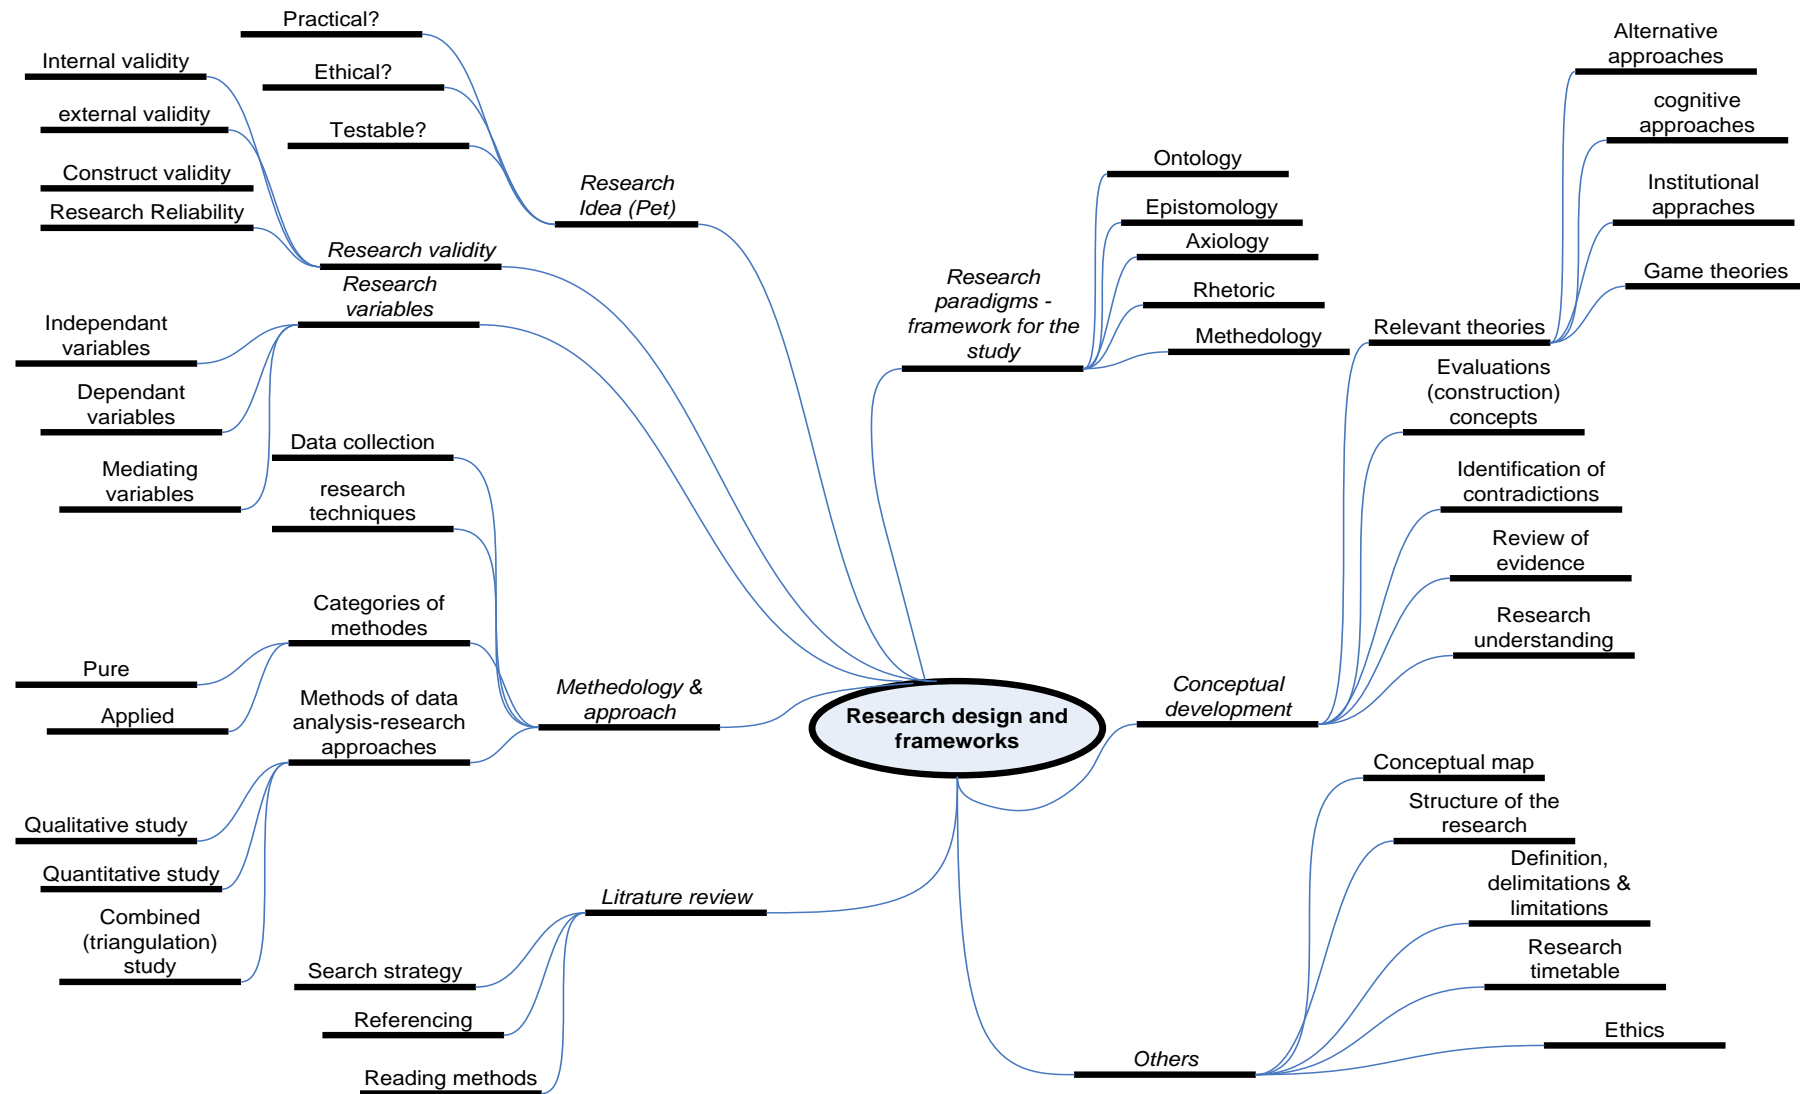 Practical?
Ethical?
Testable?
Research
Idea (Pet)
Internal validity
external validity
Construct validity
Research Reliability
Research validity
Research
variables
Independant
variables
Dependant
variables
Mediating
variables
Data collection
research
techniques
Categories of
methodes
Pure
Applied
Methods of data
analysis-research
approaches
Qualitative study
Quantitative study
Combined
(triangulation)
study
Methedology &
approach
Litrature review
Search strategy
Referencing
Reading methods
Research design and
frameworks
Research
paradigms -
framework for the
study
Ontology
Epistomology
Axiology
Rhetoric
Methedology
Alternative
approaches
cognitive
approaches
Institutional
appraches
Game theories
Relevant theories
Evaluations
(construction)
concepts
Identification of
contradictions
Review of
evidence
Research
understanding
Conceptual
development
Conceptual map
Structure of the
research
Definition,
delimitations &
limitations
Research
timetable
Ethics
Others